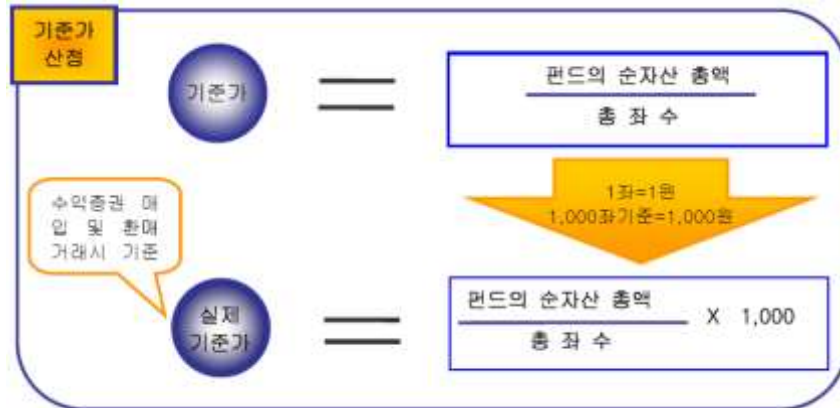 기준가
산정
기준가
펀드의 순자산 총액
총 좌 수
1좌=1원
1,000좌기준=1,000원
수익증권 매
입 및 환매
거래시 기준
실제
기준가
펀드의 순자산 총액
총 좌 수
X 1,000